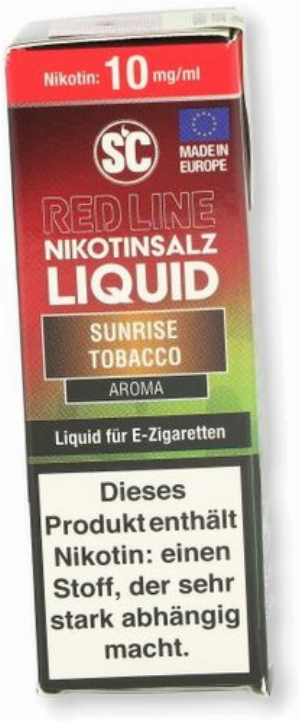 Nikotin: 10 mg/ml
SC
MADE IN
EUROPE
RED LINE
NIKOTINSALZ
LIQUID
SUNRISE
TOBACCO
AROMA
Liquid für E-Zigaretten
Dieses
Produkt enthält
Nikotin: einen
Stoff, der sehr
stark abhängig
macht.